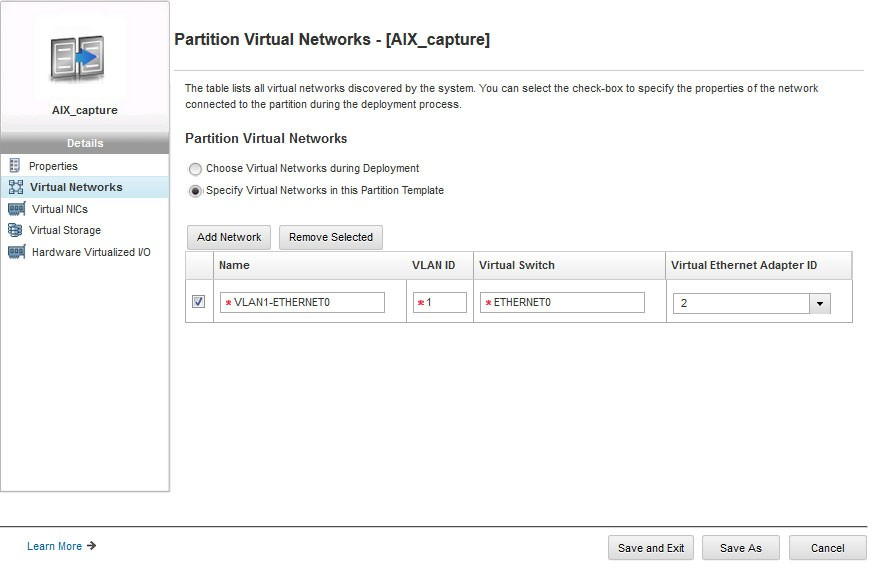 Partition Virtual Networks - [AIX_capture]
The table lists all virtual networks discovered by the system. You can select the check-box to specify the properties of the network
connected to the partition during the deployment process.
AIX_capture
Details
Properties
Virtual Networks
Virtual NICs
Virtual Storage
Hardware Virtualized I/O
Partition Virtual Networks
Choose Virtual Networks during Deployment
Specify Virtual Networks in this Partition Template
Add Network Remove Selected
Name VLAN ID Virtual Switch Virtual Ethernet Adapter ID
* VLAN1-ETHERNET0 * 1 * ETHERNET0 2
Learn More
Save and Exit Save As Cancel